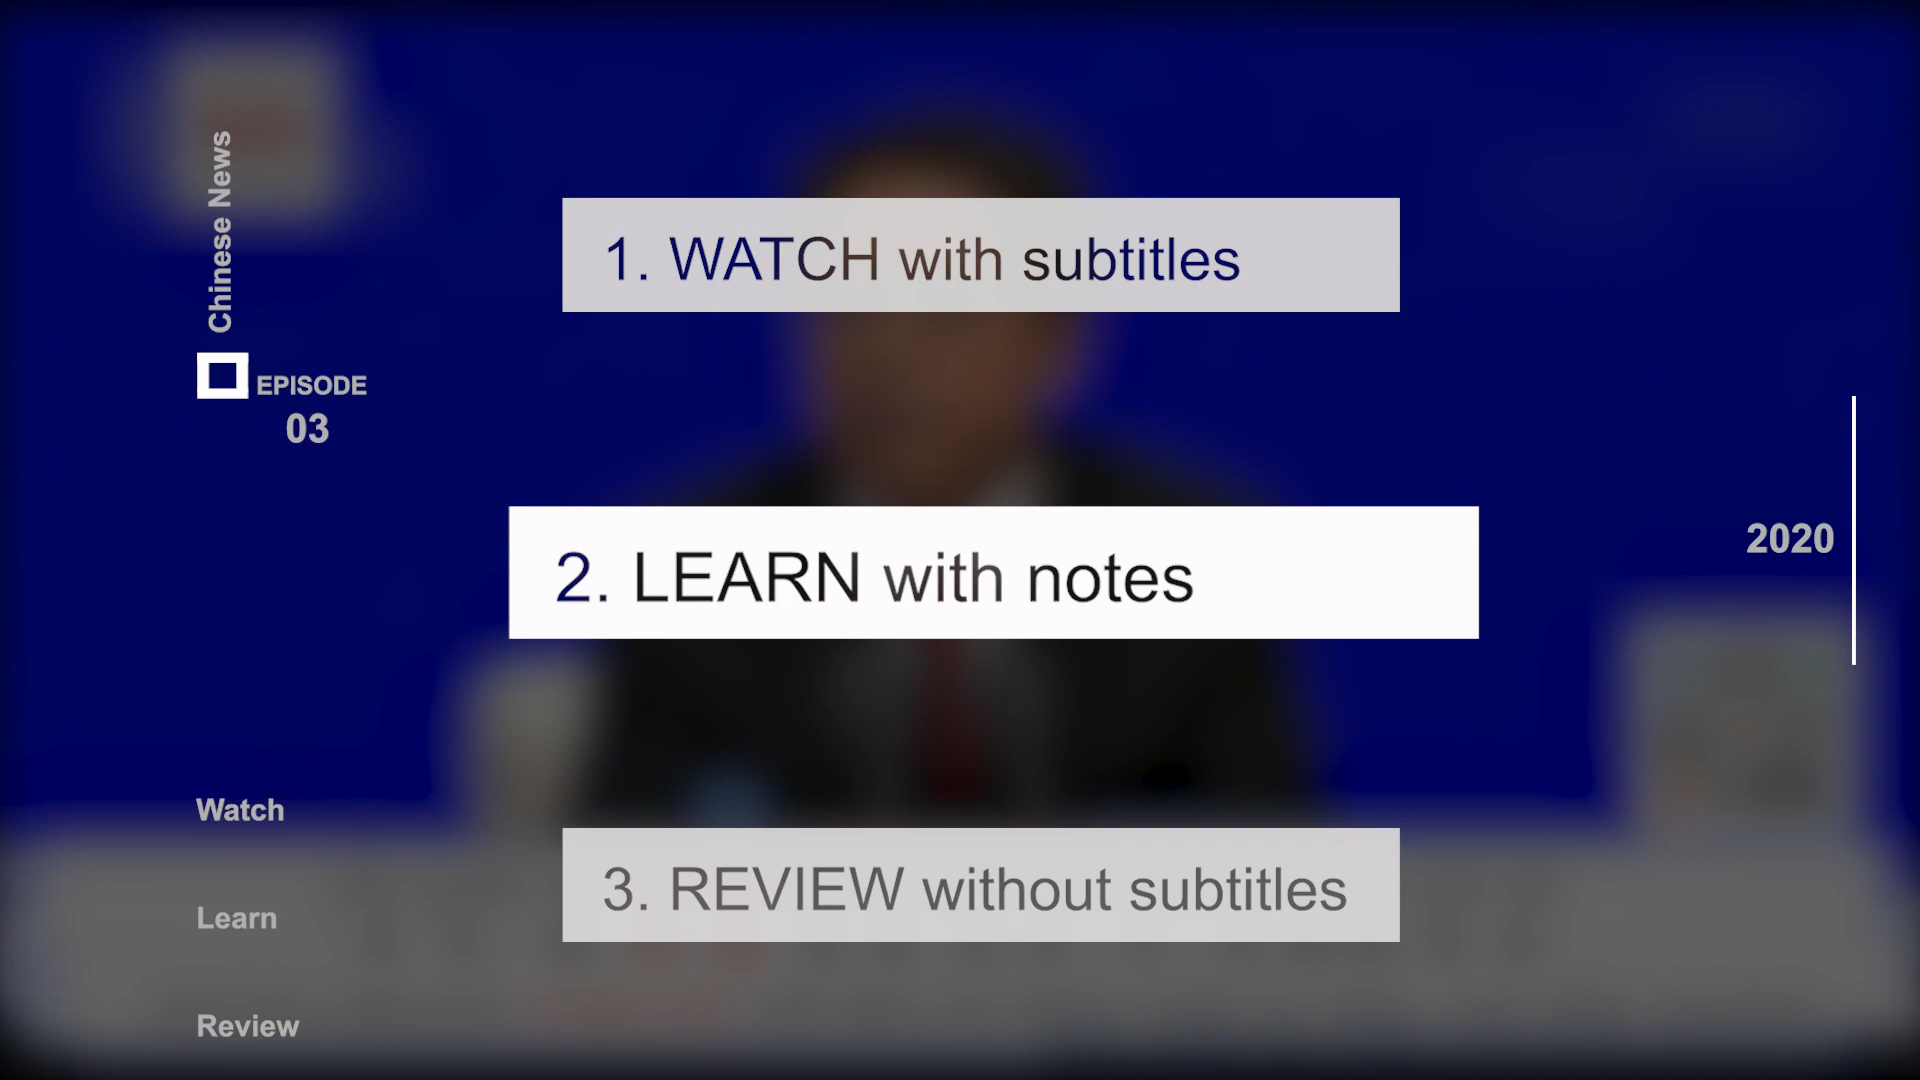 Chinese News
EPISODE
03
1. WATCH with subtitles
2. LEARN with notes
3. REVIEW without subtitles
2020
Watch
Learn
Review